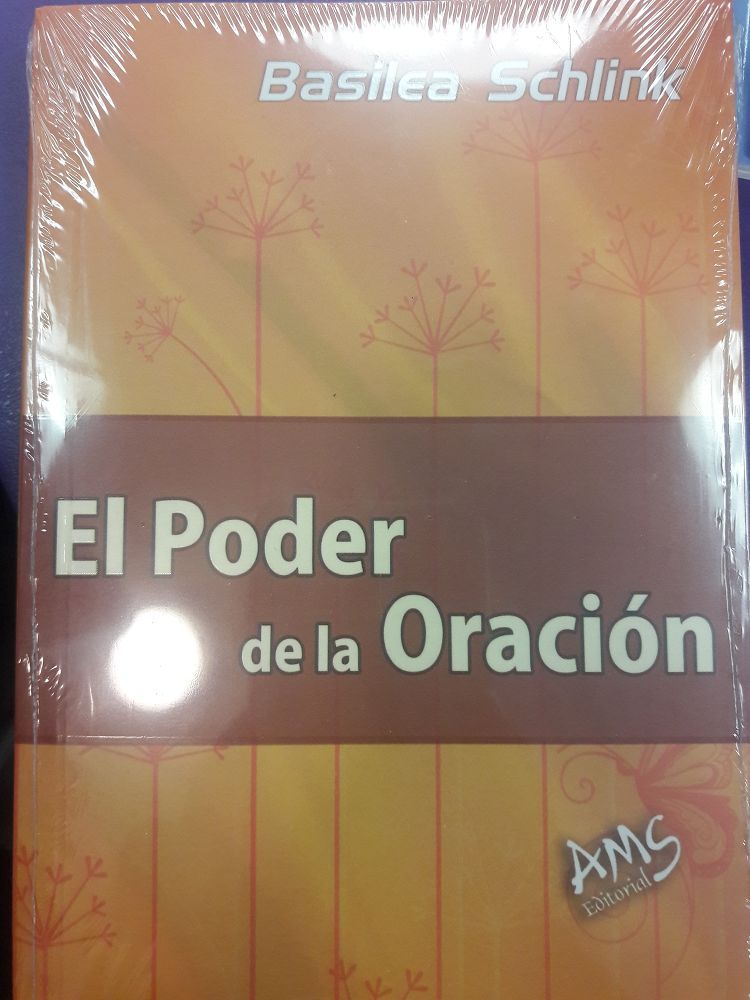 Basilea Schlink
El Poder
de la Oración
AMS
Editorial